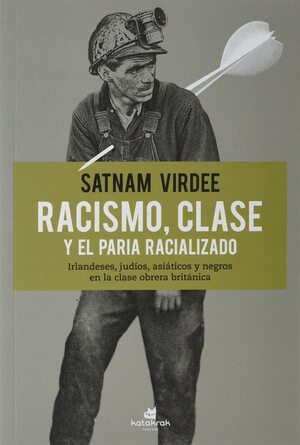 SATNAM VIRDEE
RACISMO, CLASE
Y EL PARIA RACIALIZADO
Irlandeses, judíos, asiáticos y negros
en la clase obrera británica
katakrak